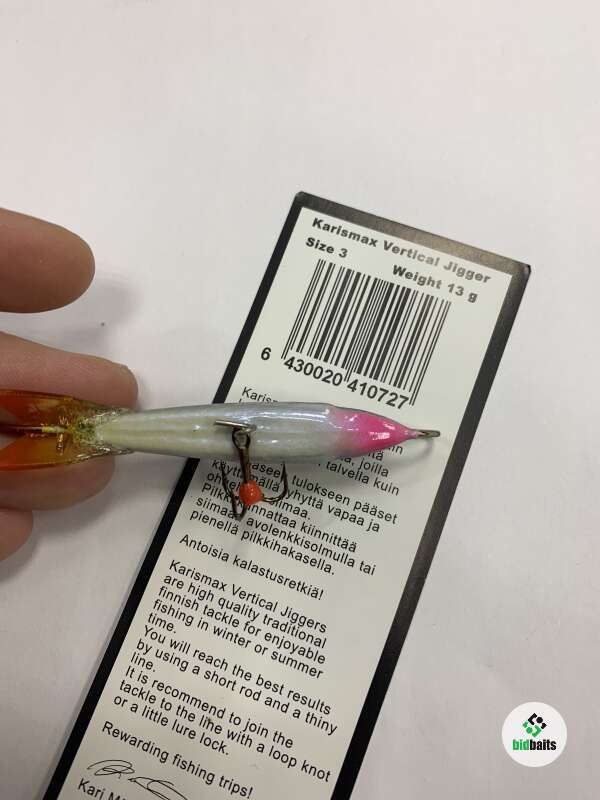 Karismax Vertical Jigger
Size 3 Weight 13 g
6 430020 410727
talvella kuin
tulokseen pääset
lyhyttä vapaa ja
kiinnittää
avolenkkisolmulla tai
pienellä pilkkihakasella.
Antoisia kalastusretkiä!
Karismax Vertical Jiggers
are high quality traditional
finnish tackle for enjoyable
fishing in winter or summer
time.
You will reach the best results
by using a short rod and a thiny
line.
It is recommend to join the
tackle to the line with a loop knot
or a little lure lock.
Rewarding fishing trips!
Kari
bidbaits